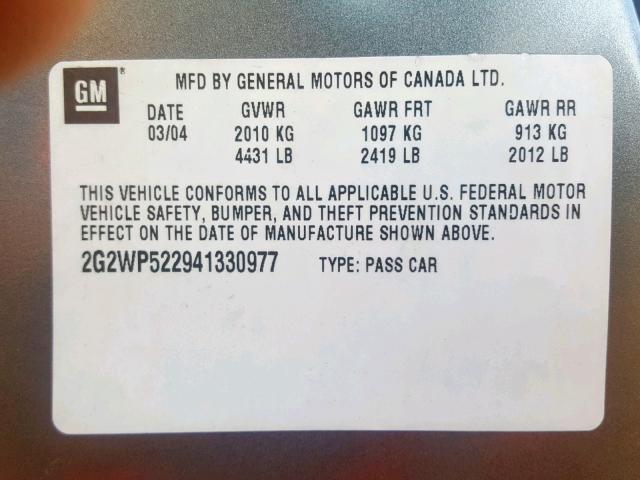 GM ®
MFD BY GENERAL MOTORS OF CANADA LTD.
DATE GVWR GAWR FRT GAWR RR
03/04 2010 KG 1097 KG 913 KG
4431 LB 2419 LB 2012 LB
THIS VEHICLE CONFORMS TO ALL APPLICABLE U.S. FEDERAL MOTOR
VEHICLE SAFETY, BUMPER, AND THEFT PREVENTION STANDARDS IN
EFFECT ON THE DATE OF MANUFACTURE SHOWN ABOVE.
2G2WP522941330977 TYPE: PASS CAR